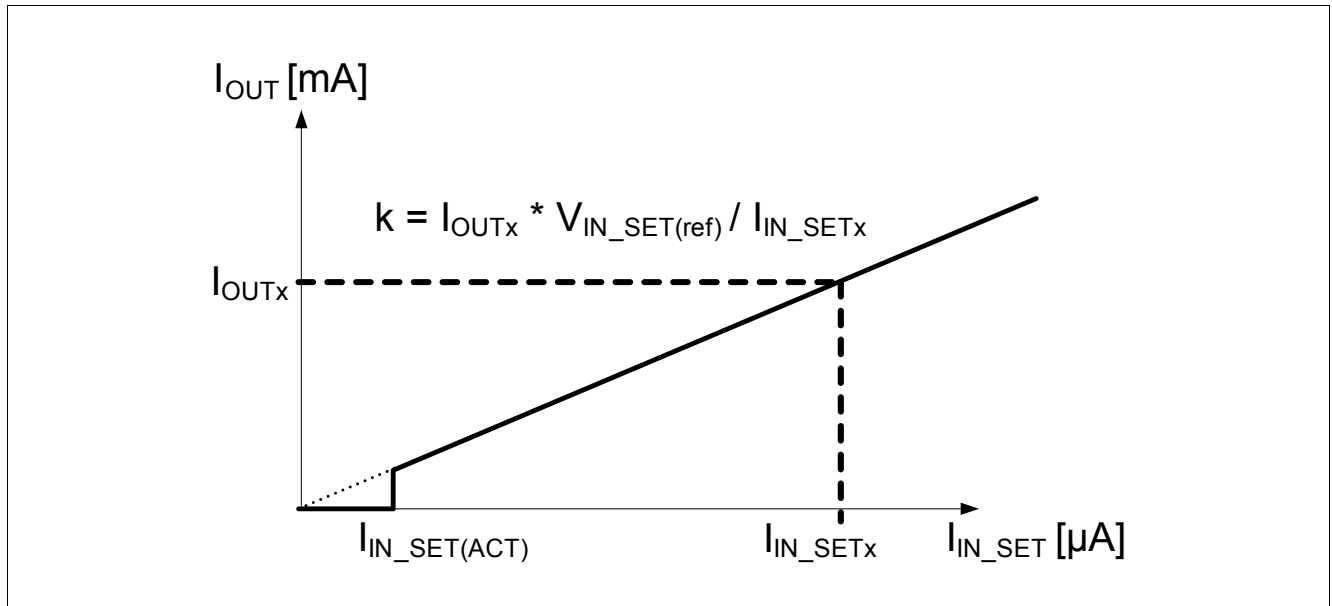 I_OUT [mA]
k = I_OUTx * V_IN_SET(ref) / I_IN_SETx
I_OUTx
I_IN_SET(ACT)
I_IN_SETx
I_IN_SET [µA]